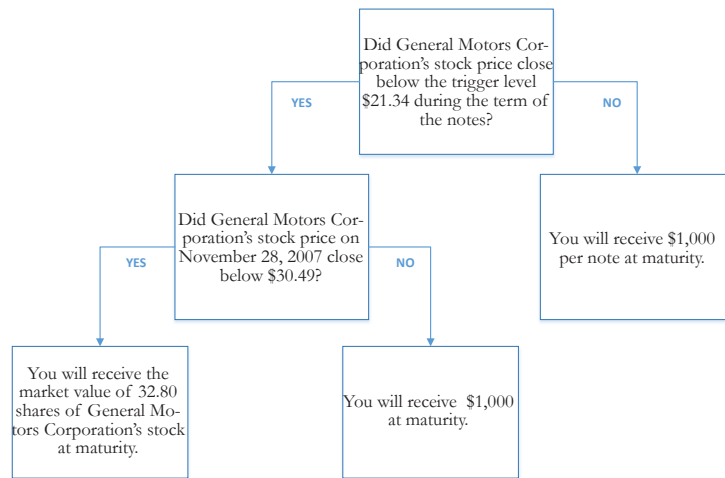 Did General Motors Cor-
poration's stock price close
below the trigger level
$21.34 during the term of
the notes?
YES
NO
Did General Motors Cor-
poration's stock price on
November 28, 2007 close
below $30.49?
You will receive $1,000
per note at maturity.
YES
NO
You will receive the
market value of 32.80
shares of General Mo-
tors Corporation's stock
at maturity.
You will receive $1,000
at maturity.